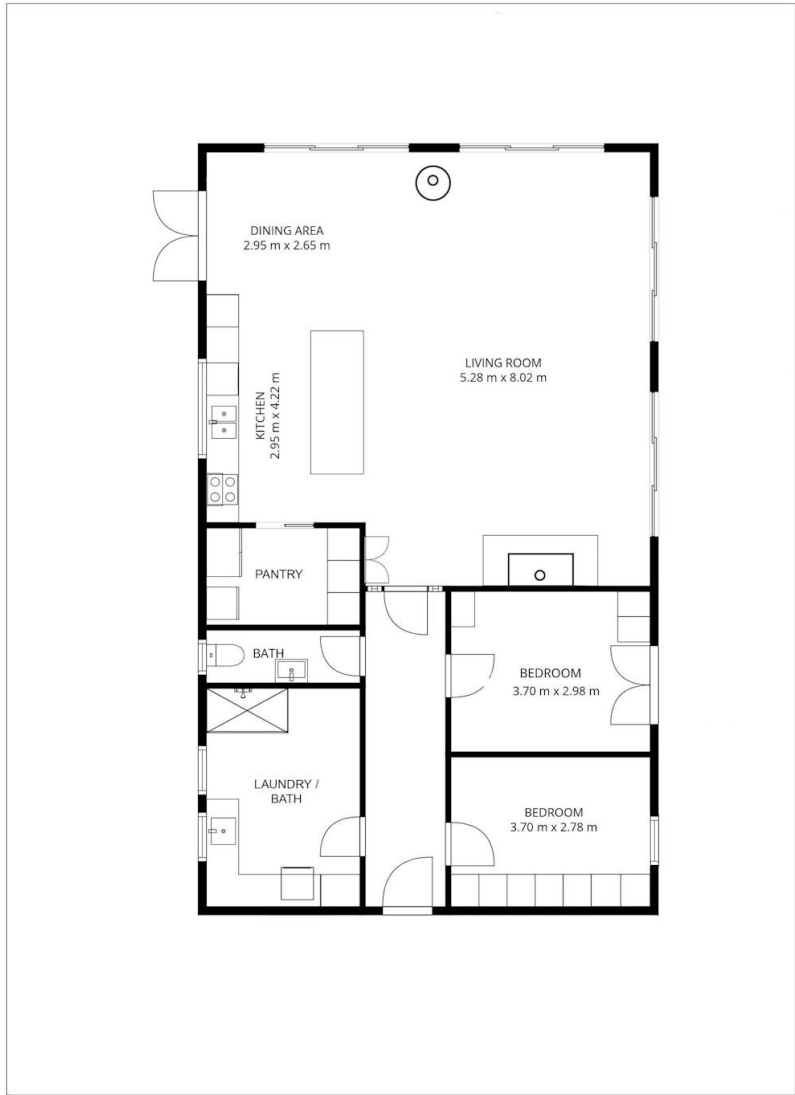 DINING AREA
2.95 m x 2.65 m
LIVING ROOM
5.28 m x 8.02 m
KITCHEN
2.95 m x 4.22 m
PANTRY
BATH
BEDROOM
3.70 m x 2.98 m
LAUNDRY /
BATH
BEDROOM
3.70 m x 2.78 m